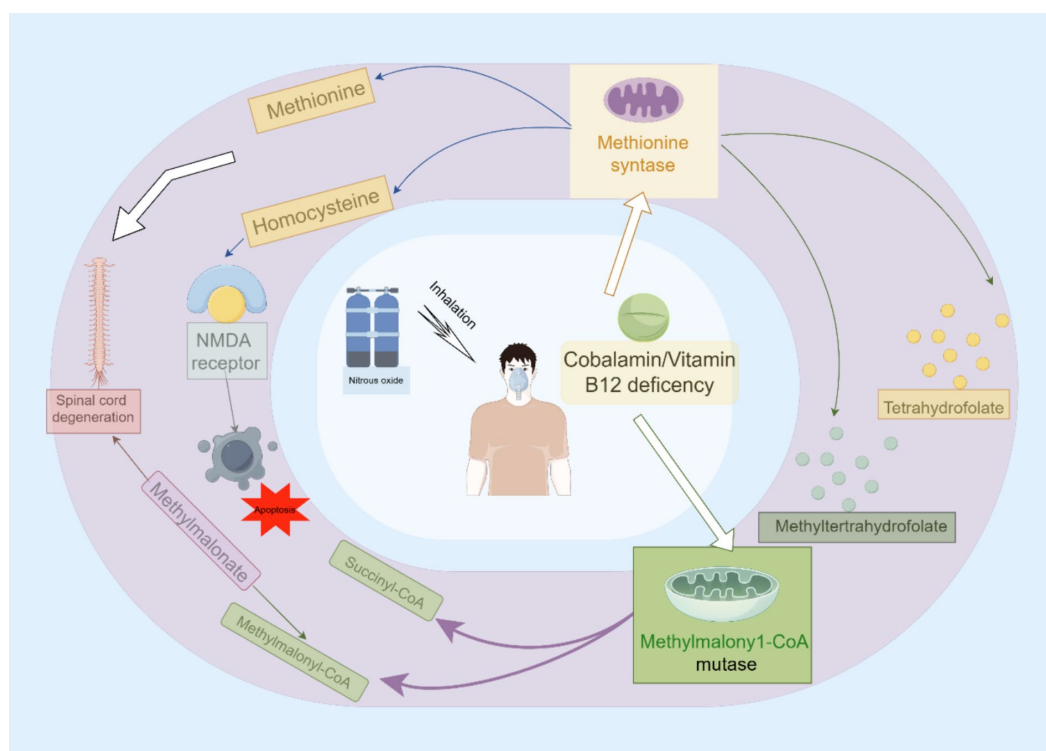 Methionine
Methionine
syntase
Homocysteine
Inhalation
NMDA
receptor
Nitrous oxide
Cobalamin/Vitamin
B12 deficency
Spinal cord
degeneration
Tetrahydrofolate
Apoptosis
Methylmalonate
Methyltertrahydrofolate
Succinyl-CoA
Methylmalonyl-CoA
Methylmalony1-CoA
mutase